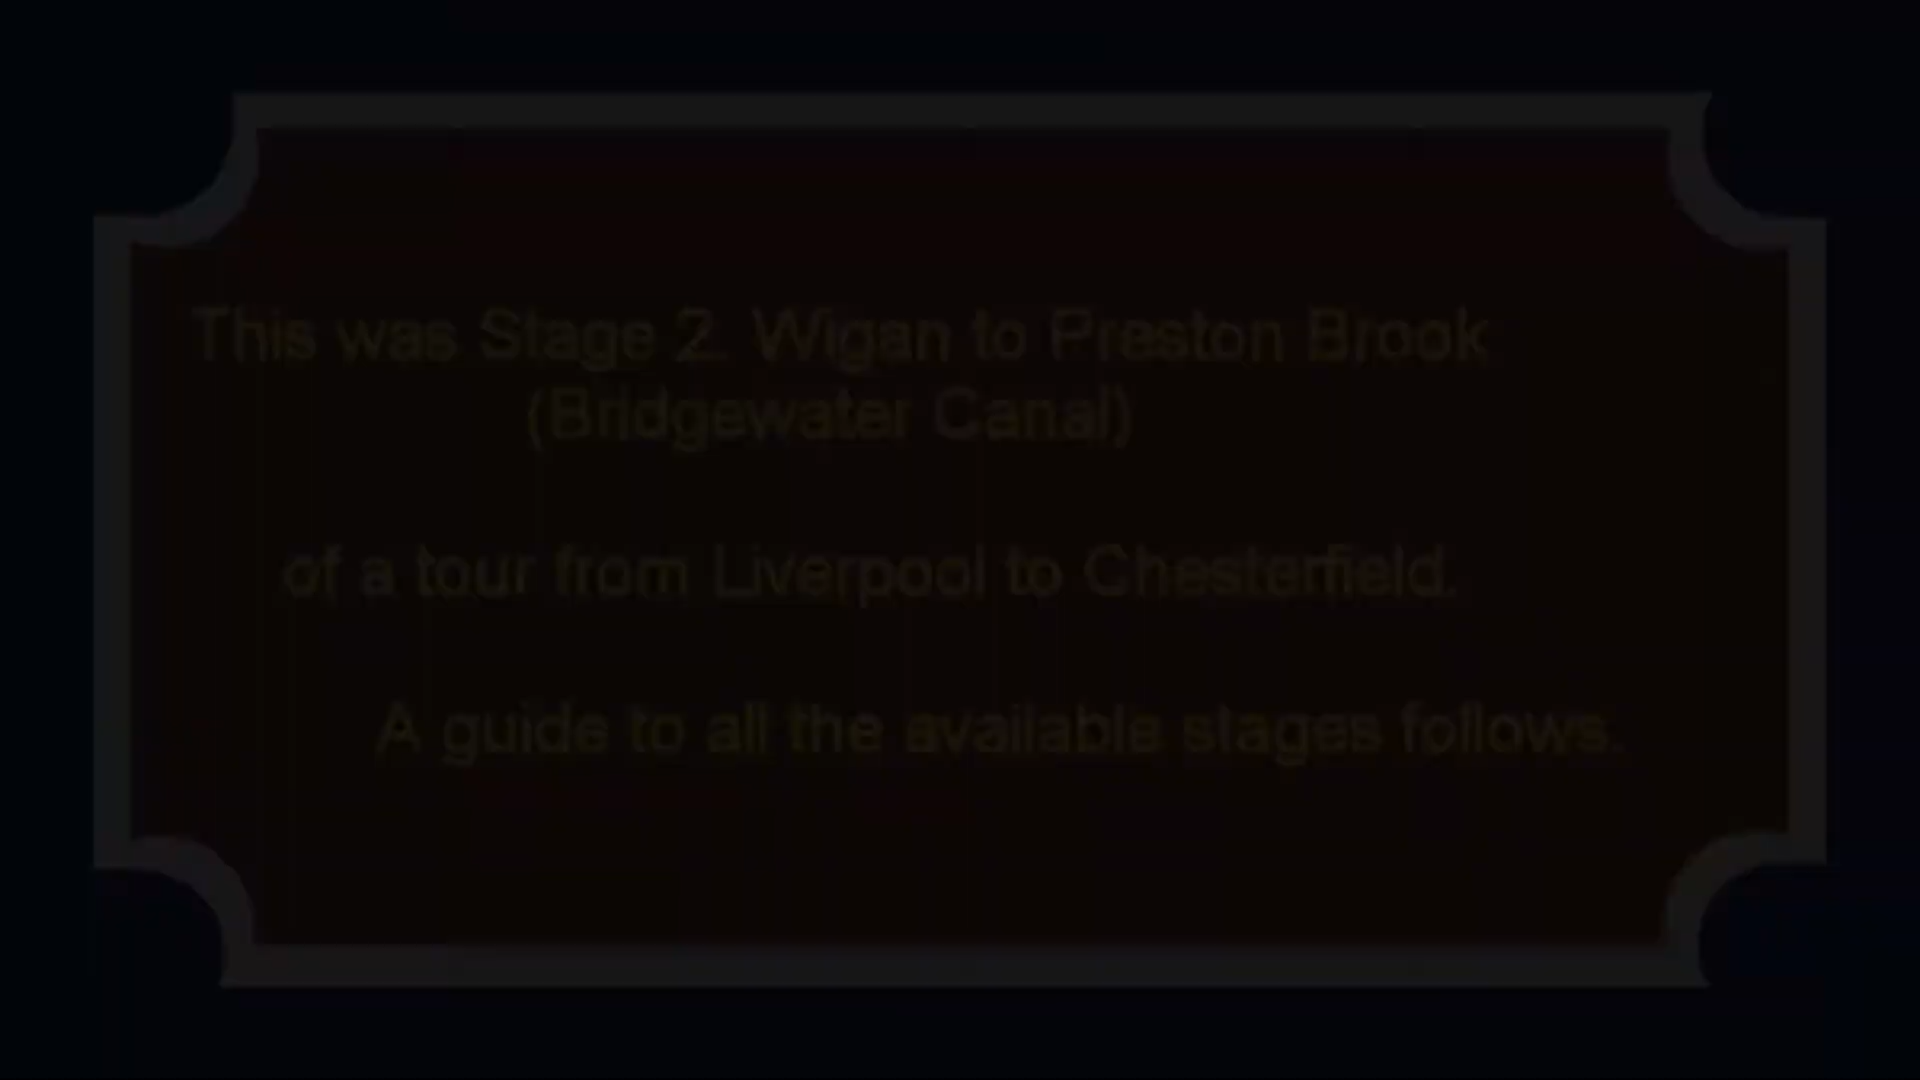 This was Stage 2. Wigan to Preston Brook
(Bridgewater Canal)
of a tour from Liverpool to Chesterfield.
A guide to all the available stages follows.